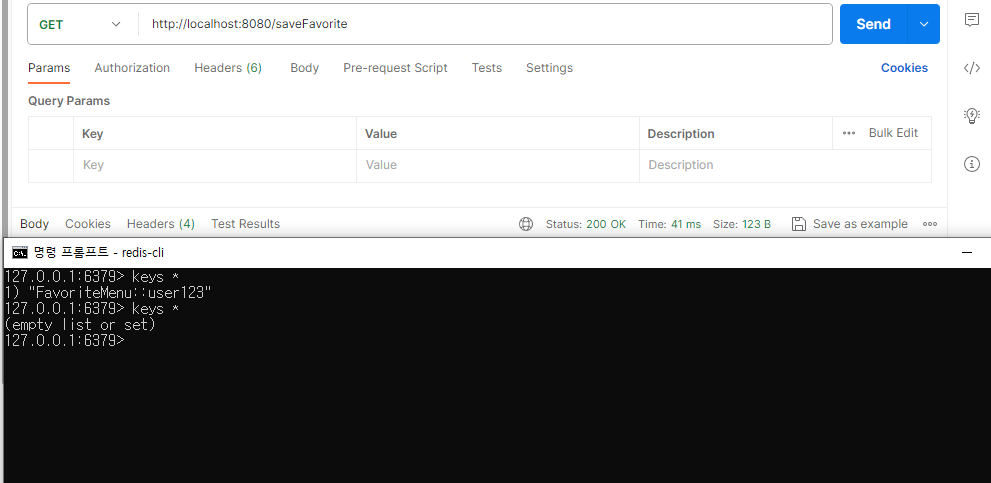 GET http://localhost:8080/saveFavorite Send
Params Authorization Headers (6) Body Pre-request Script Tests Settings Cookies
Query Params
Key Value Description ••• Bulk Edit
Key Value Description
Body Cookies Headers (4) Test Results Status: 200 OK Time: 41 ms Size: 123 B Save as example
명령 프롬프트 - redis-cli
127.0.0.1:6379> keys *
1) "FavoriteMenu::user123"
127.0.0.1:6379> keys *
(empty list or set)
127.0.0.1:6379>